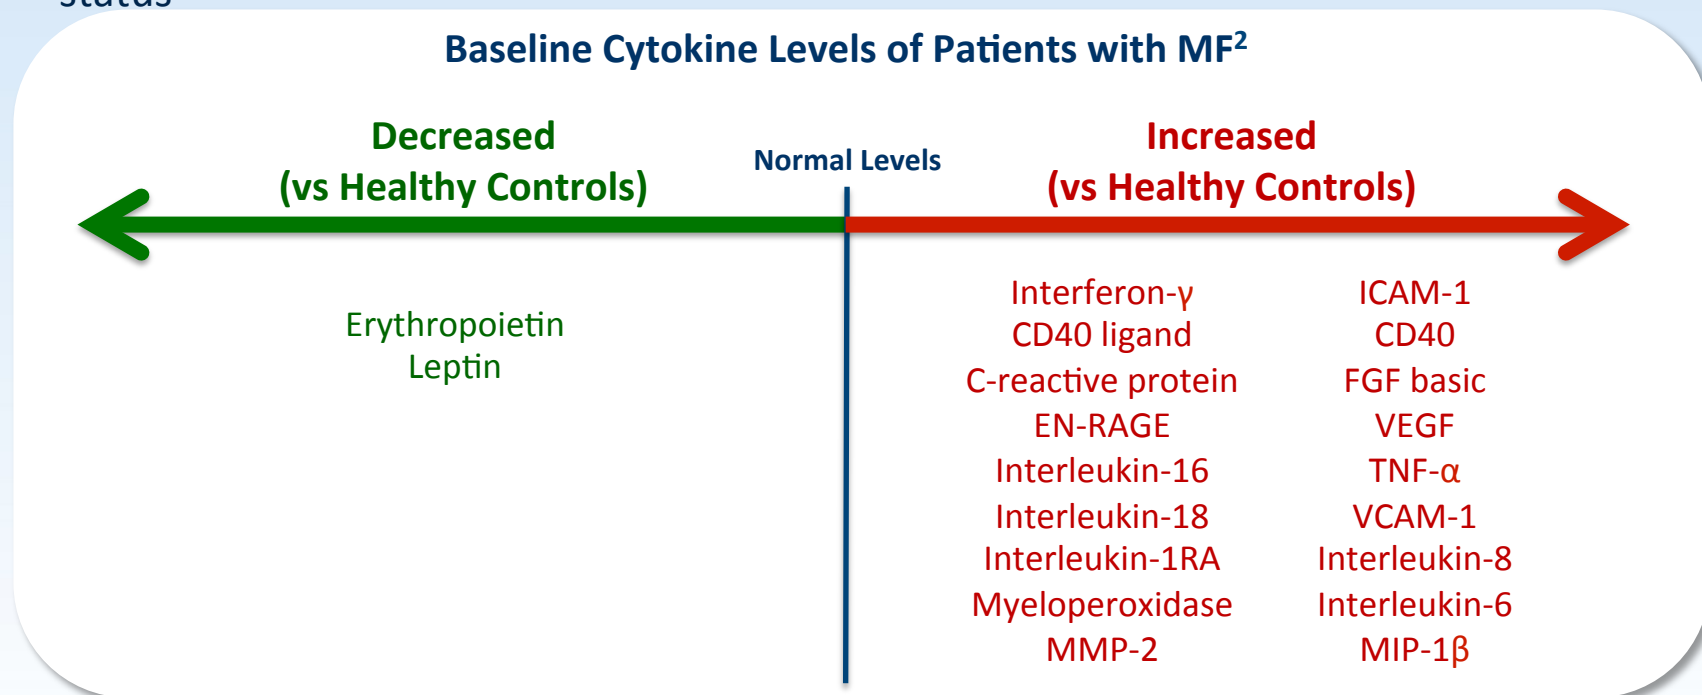 status
Baseline Cytokine Levels of Patients with MF²
Decreased
(vs Healthy Controls)
Normal Levels
Increased
(vs Healthy Controls)
Erythropoietin
Leptin
Interferon-γ
CD40 ligand
C-reactive protein
EN-RAGE
Interleukin-16
Interleukin-18
Interleukin-1RA
Myeloperoxidase
MMP-2
ICAM-1
CD40
FGF basic
VEGF
TNF-α
VCAM-1
Interleukin-8
Interleukin-6
MIP-1β